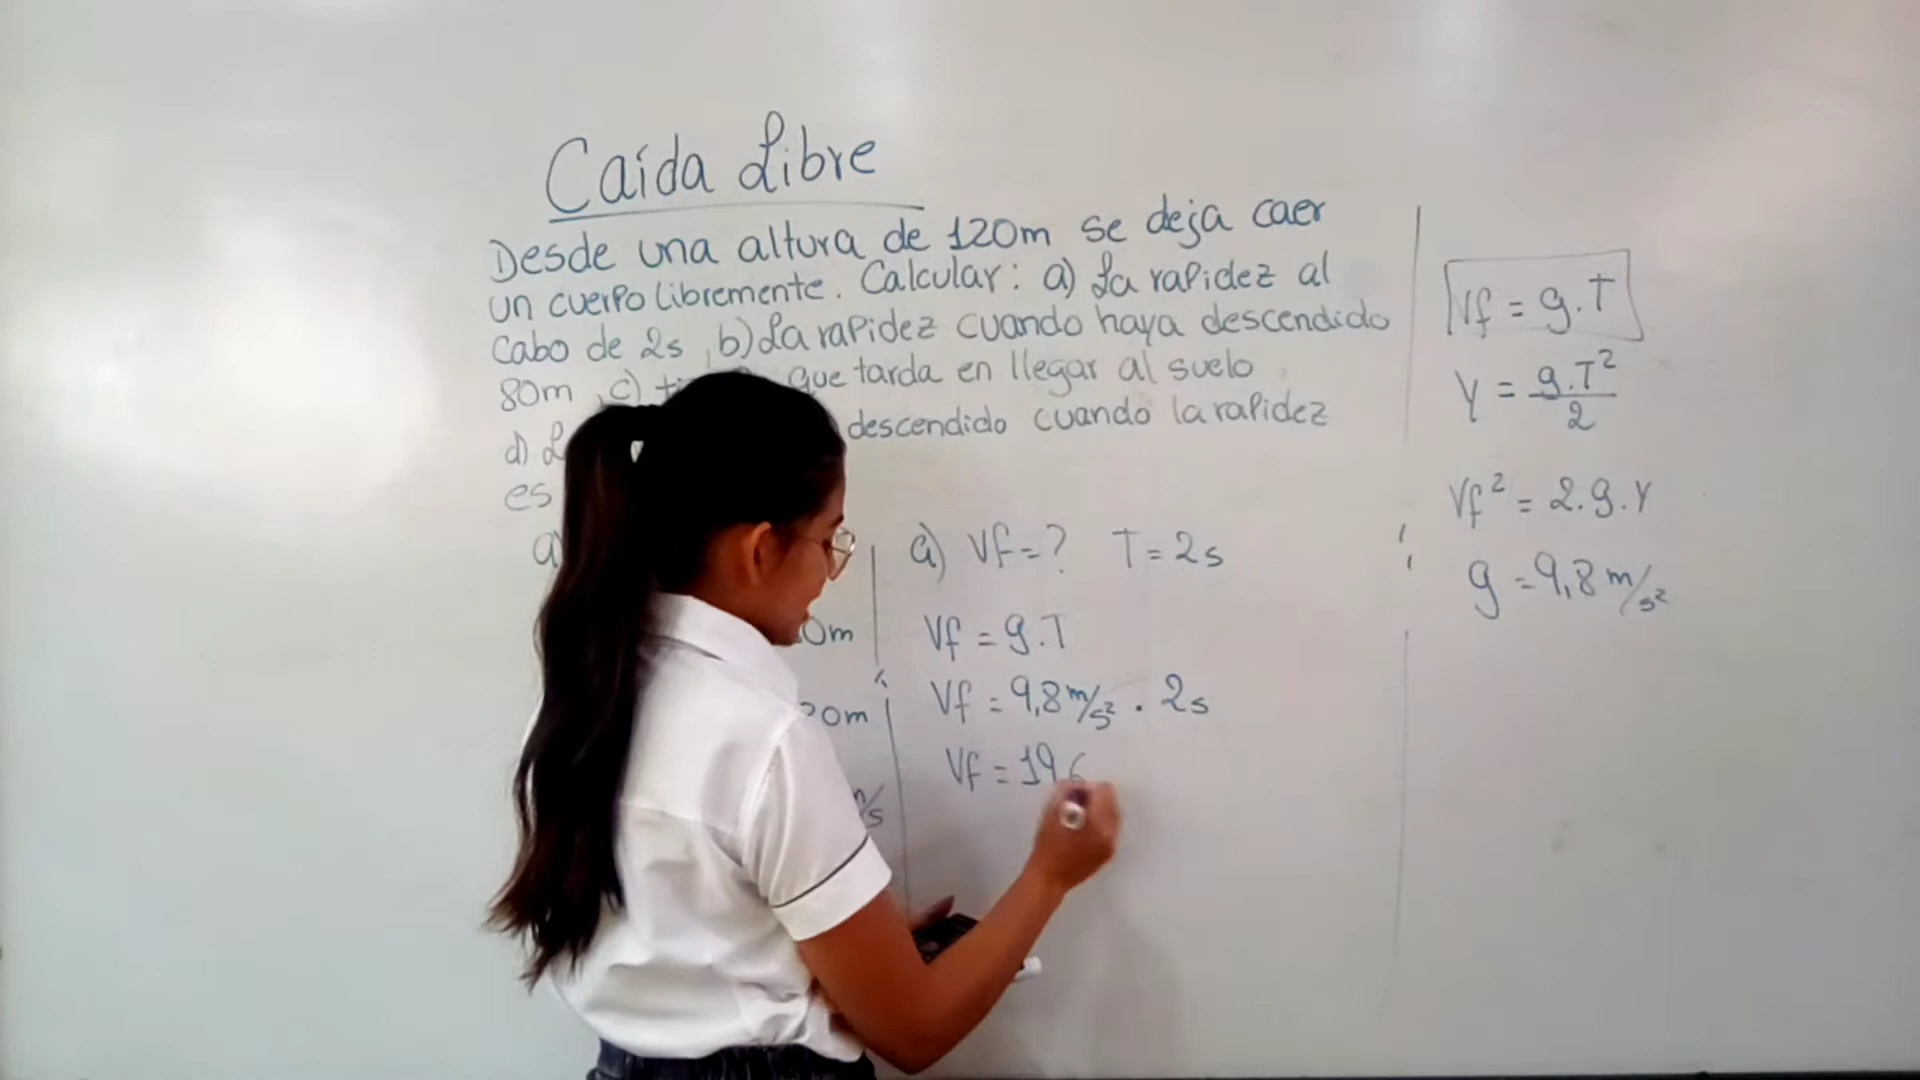 Caída Libre
Desde una altura de 120m se deja caer
un cuerpo libremente. Calcular: a) La rapidez al
Cabo de 2s, b) La rapidez cuando haya descendido
80m, c) que tarda en llegar al suelo
d) descendido cuando la rapidez
es
a)
m
m
m/s
a) Vf = ? T = 2s
Vf = g.T
Vf = 9,8 m/s² . 2s
Vf = 19,6
Vf = g.T
Y = g.T²/2
Vf² = 2.g.Y
g = 9,8 m/s²